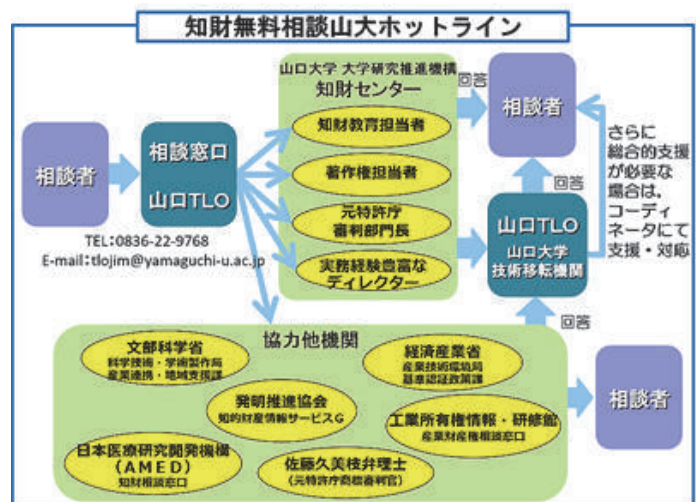 知財無料相談山大ホットライン
相談者
相談窓口
山口TLO
TEL:0836-22-9768
E-mail:tlojim@yamaguchi-u.ac.jp
山口大学 大学研究推進機構
知財センター
知財教育担当者
著作権担当者
元特許庁
審判部門長
実務経験豊富な
ディレクター
回答
相談者
回答
山口TLO
山口大学
技術移転機関
さらに
総合的支援
が必要な
場合は,
コーディ
ネータにて
支援・対応
回答
協力他機関
文部科学省
科学技術・学術製作局
産業連携・地域支援課
経済産業省
産業技術環境局
基準認証政策課
発明推進協会
知的財産情報サービスG
工業所有権情報・研修館
産業財産権相談窓口
日本医療研究開発機構
(AMED)
知財相談窓口
佐藤久美枝弁理士
(元特許庁商標審判官)
相談者